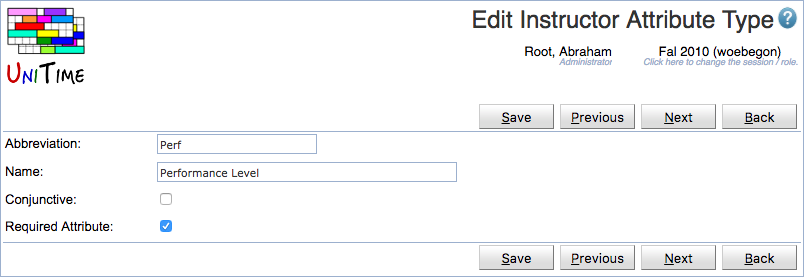 Edit Instructor Attribute Type ?
UNITIME
Root, Abraham Fal 2010 (woebegon)
Administrator Click here to change the session / role.
Save Previous Next Back
Abbreviation: Perf
Name: Performance Level
Conjunctive:
Required Attribute:
Save Previous Next Back